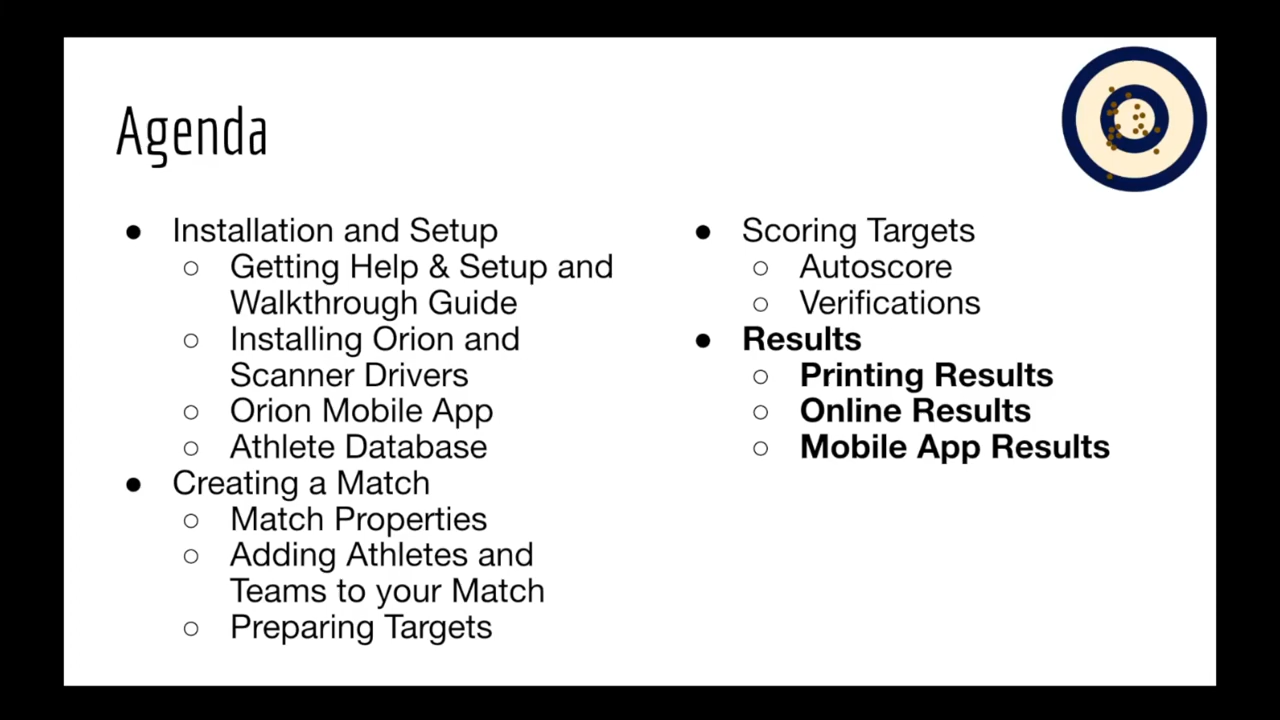 Agenda
● Installation and Setup
○ Getting Help & Setup and
Walkthrough Guide
○ Installing Orion and
Scanner Drivers
○ Orion Mobile App
○ Athlete Database
● Creating a Match
○ Match Properties
○ Adding Athletes and
Teams to your Match
○ Preparing Targets
● Scoring Targets
○ Autoscore
○ Verifications
● Results
○ Printing Results
○ Online Results
○ Mobile App Results